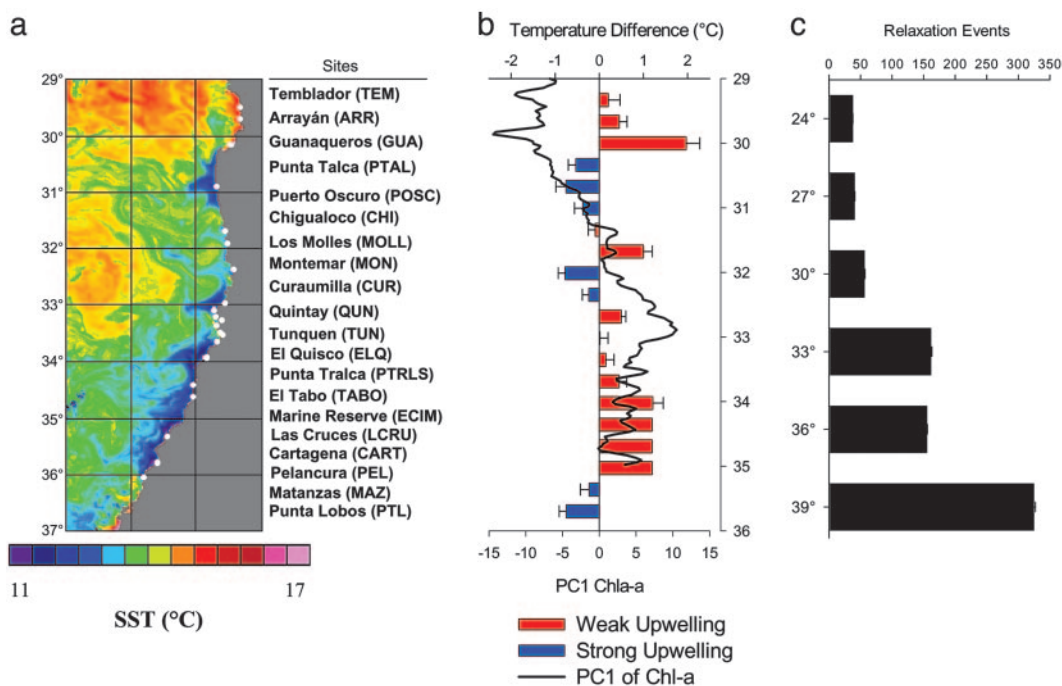 a
Sites
29°
30°
31°
32°
33°
34°
35°
36°
37°
Temblador (TEM)
Arrayán (ARR)
Guanaqueros (GUA)
Punta Talca (PTAL)
Puerto Oscuro (POSC)
Chigualoco (CHI)
Los Molles (MOLL)
Montemar (MON)
Curaumilla (CUR)
Quintay (QUN)
Tunquen (TUN)
El Quisco (ELQ)
Punta Tralca (PTRLS)
El Tabo (TABO)
Marine Reserve (ECIM)
Las Cruces (LCRU)
Cartagena (CART)
Pelancura (PEL)
Matanzas (MAZ)
Punta Lobos (PTL)
11 17
SST (°C)
b
Temperature Difference (°C)
-2 -1 0 1 2
29
30
31
32
33
34
35
36
-15 -10 -5 0 5 10 15
PC1 Chla-a
Weak Upwelling
Strong Upwelling
PC1 of Chl-a
c
Relaxation Events
0 50 100 150 200 250 300 350
24°
27°
30°
33°
36°
39°